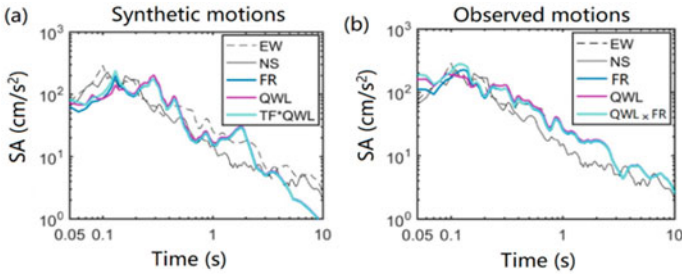 (a) Synthetic motions
EW
NS
FR
QWL
TF*QWL
SA (cm/s²)
10³
10²
10¹
10⁰
0.05 0.1 1 10
Time (s)
(b) Observed motions
EW
NS
FR
QWL
QWL × FR
SA (cm/s²)
10³
10²
10¹
10⁰
0.05 0.1 1 10
Time (s)